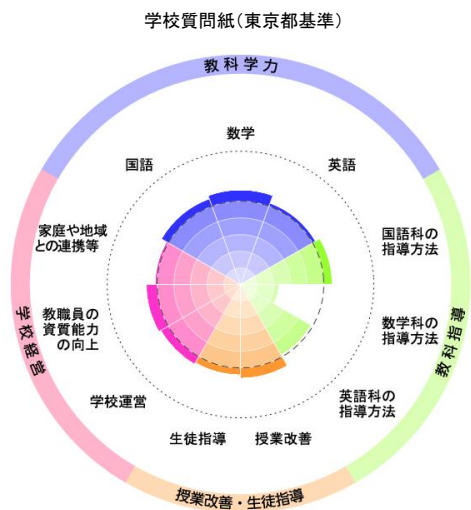 学校質問紙（東京都基準）
教科学力
数学
国語
英語
家庭や地域
との連携等
国語科の
指導方法
教職員の
資質能力
の向上
数学科の
指導方法
学校経営
教科指導
学校運営
英語科の
指導方法
生徒指導
授業改善
授業改善・生徒指導